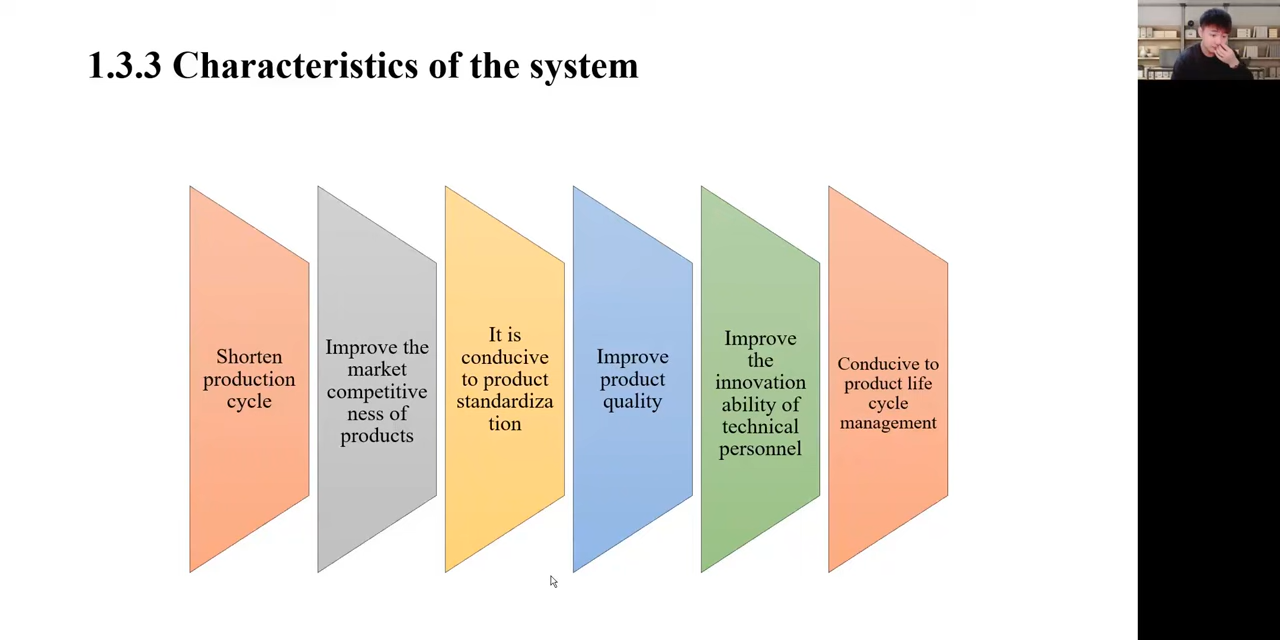 1.3.3 Characteristics of the system
Shorten
production
cycle
Improve the
market
competitive
ness of
products
It is
conducive
to product
standardiza
tion
Improve
product
quality
Improve
the
innovation
ability of
technical
personnel
Conducive to
product life
cycle
management